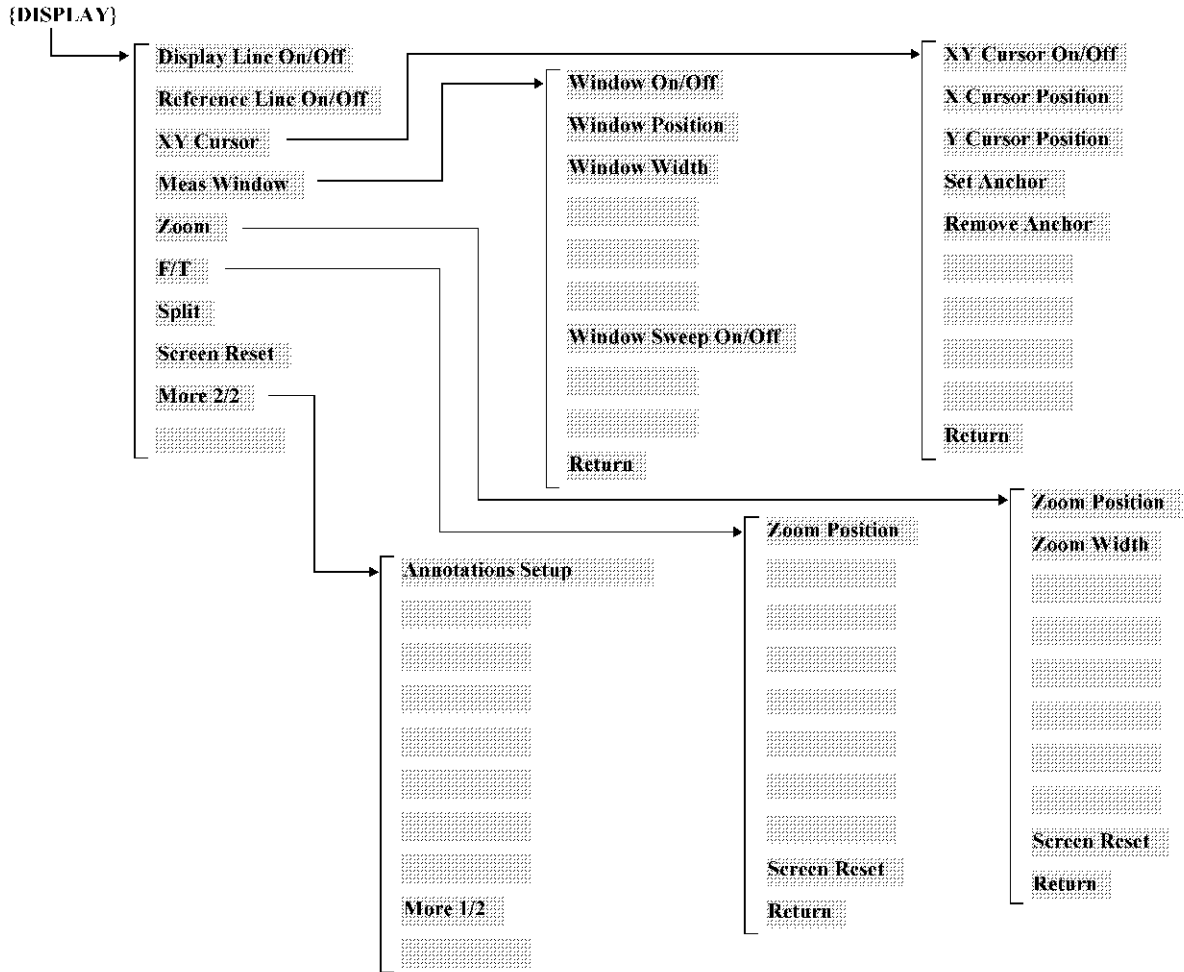 {DISPLAY}
Display Line On/Off
Reference Line On/Off
XY Cursor
Meas Window
Zoom
F/T
Split
Screen Reset
More 2/2
Window On/Off
Window Position
Window Width
Window Sweep On/Off
Return
XY Cursor On/Off
X Cursor Position
Y Cursor Position
Set Anchor
Remove Anchor
Return
Annotations Setup
More 1/2
Zoom Position
Screen Reset
Return
Zoom Position
Zoom Width
Screen Reset
Return